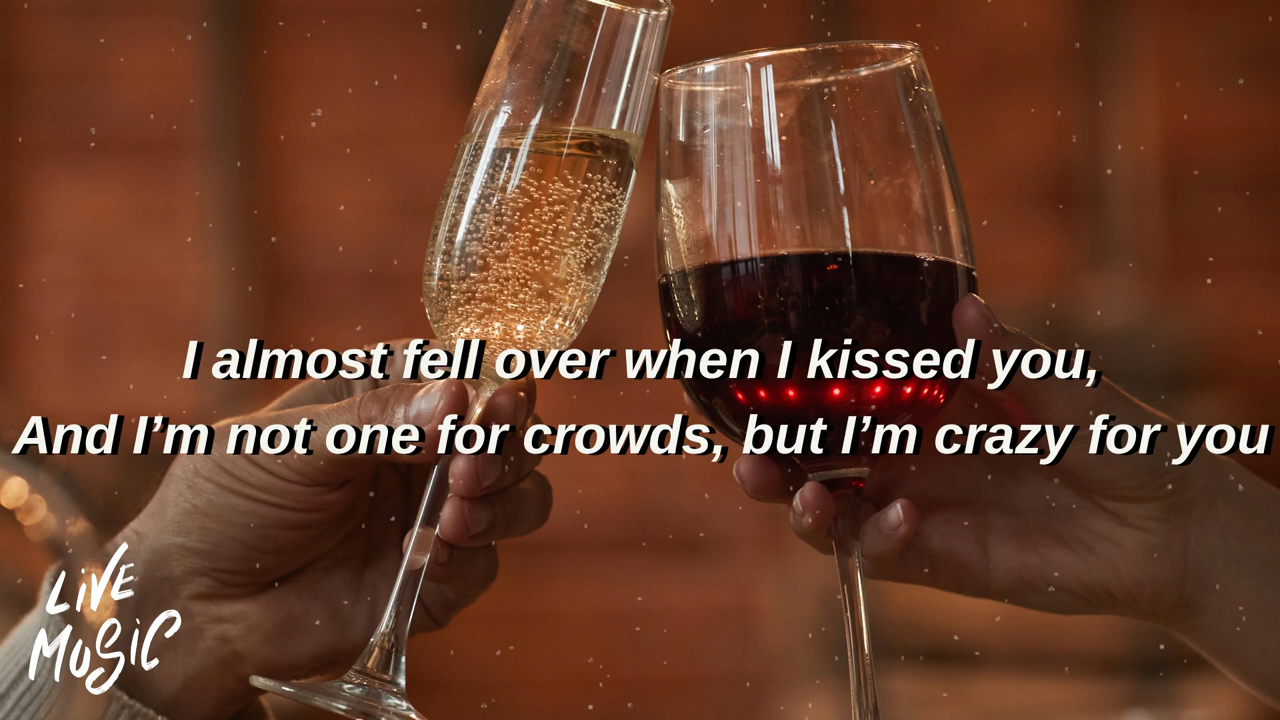 I almost fell over when I kissed you,
And I’m not one for crowds, but I’m crazy for you
LiVE
MUSiC